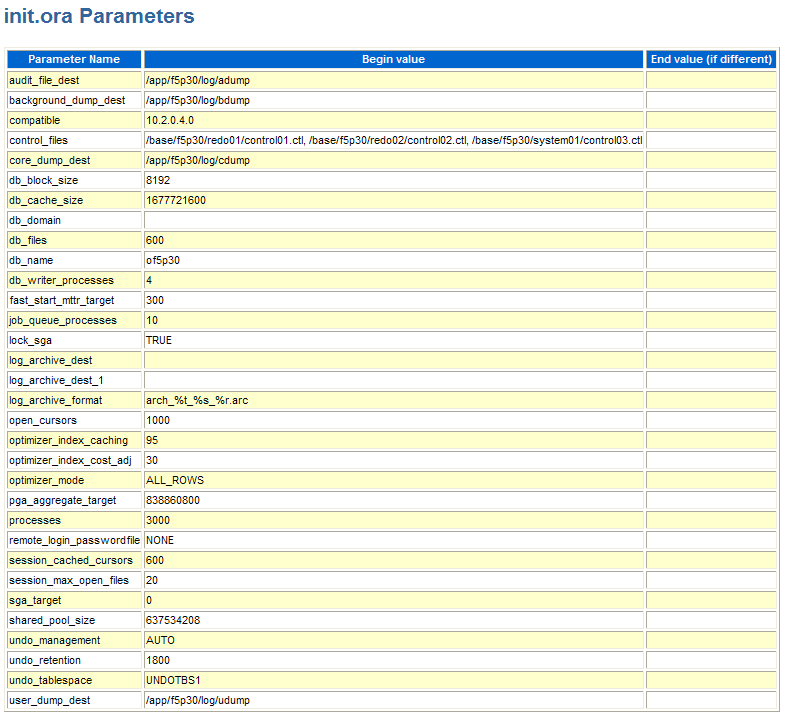 init.ora Parameters
Parameter Name Begin value End value (if different)
audit_file_dest /app/f5p30/log/adump
background_dump_dest /app/f5p30/log/bdump
compatible 10.2.0.4.0
control_files /base/f5p30/redo01/control01.ctl, /base/f5p30/redo02/control02.ctl, /base/f5p30/system01/control03.ctl
core_dump_dest /app/f5p30/log/cdump
db_block_size 8192
db_cache_size 1677721600
db_domain
db_files 600
db_name of5p30
db_writer_processes 4
fast_start_mttr_target 300
job_queue_processes 10
lock_sga TRUE
log_archive_dest
log_archive_dest_1
log_archive_format arch_%t_%s_%r.arc
open_cursors 1000
optimizer_index_caching 95
optimizer_index_cost_adj 30
optimizer_mode ALL_ROWS
pga_aggregate_target 838860800
processes 3000
remote_login_passwordfile NONE
session_cached_cursors 600
session_max_open_files 20
sga_target 0
shared_pool_size 637534208
undo_management AUTO
undo_retention 1800
undo_tablespace UNDOTBS1
user_dump_dest /app/f5p30/log/udump